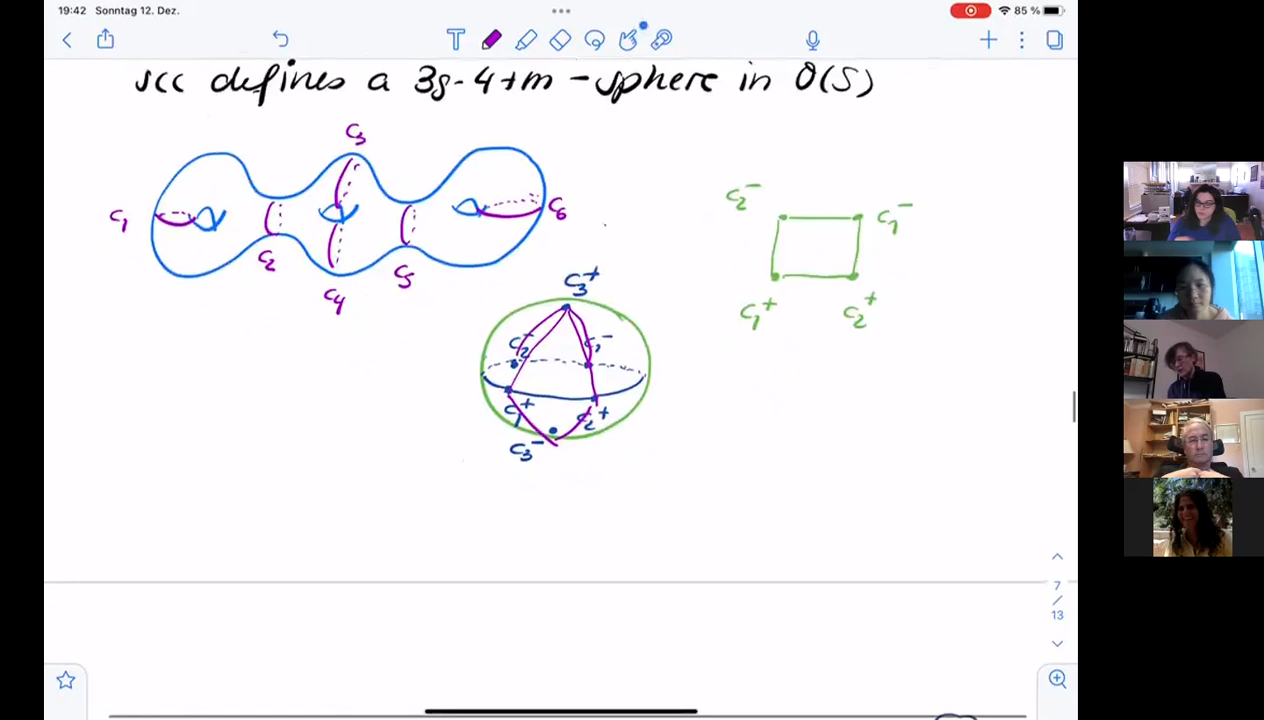 19:42 Sonntag 12. Dez.
85 %
scc defines a 3g-4+m-sphere in O(S)
c₃
c₁
c₆
c₂
c₅
c₄
c₂⁻ c₁⁻
c₁⁺ c₂⁺
c₃⁺
c₂⁻ c₁⁻
c₁⁺ c₂⁺
c₃⁻
7
/
13